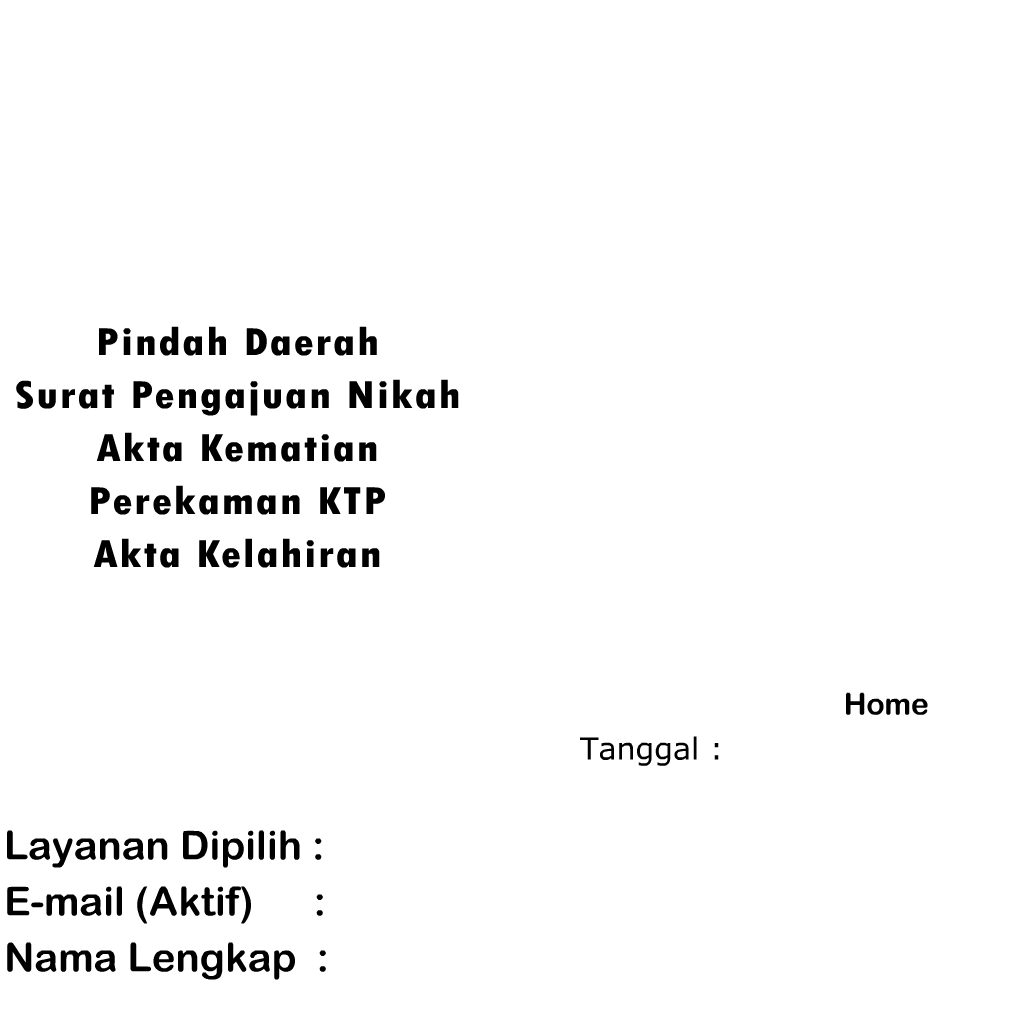 Pindah Daerah
Surat Pengajuan Nikah
Akta Kematian
Perekaman KTP
Akta Kelahiran
Home
Tanggal :
Layanan Dipilih :
E-mail (Aktif) :
Nama Lengkap :